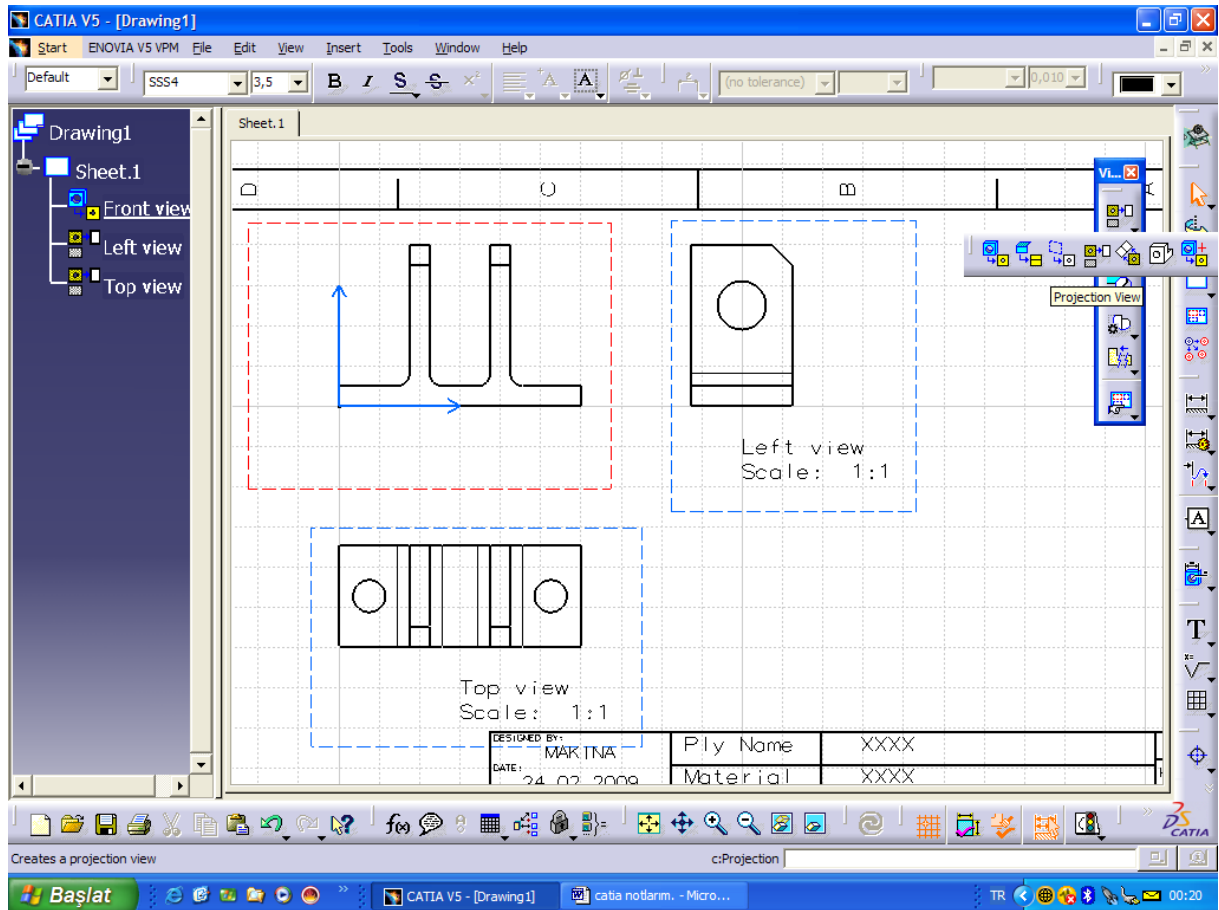 CATIA V5 - [Drawing1]
Start ENOVIA V5 VPM File Edit View Insert Tools Window Help
Default SSS4 3,5 B I S S x² A A (no tolerance) 0,010
Drawing1
Sheet.1
Front view
Left view
Top view
Sheet.1
D C B A
Vi...
Projection View
Left view
Scale: 1:1
Top view
Scale: 1:1
DESIGNED BY:
MAKINA
DATE:
24.02.2009
Ply Name XXXX
Material XXXX
A
T
f(x)
CATIA
Creates a projection view c:Projection
Başlat CATIA V5 - [Drawing1] catia notlarım. - Micro... TR 00:20